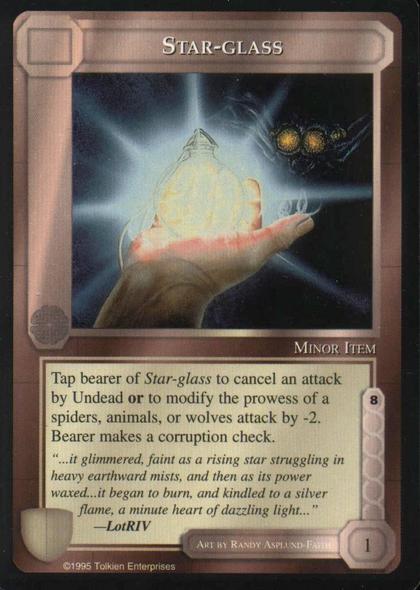 STAR-GLASS
MINOR ITEM
Tap bearer of Star-glass to cancel an attack
by Undead or to modify the prowess of a
spiders, animals, or wolves attack by -2.
Bearer makes a corruption check.
8
“...it glimmered, faint as a rising star struggling in
heavy earthward mists, and then as its power
waxed...it began to burn, and kindled to a silver
flame, a minute heart of dazzling light...”
—LotRIV
ART BY RANDY ASPLUND-FAITH
1
©1995 Tolkien Enterprises